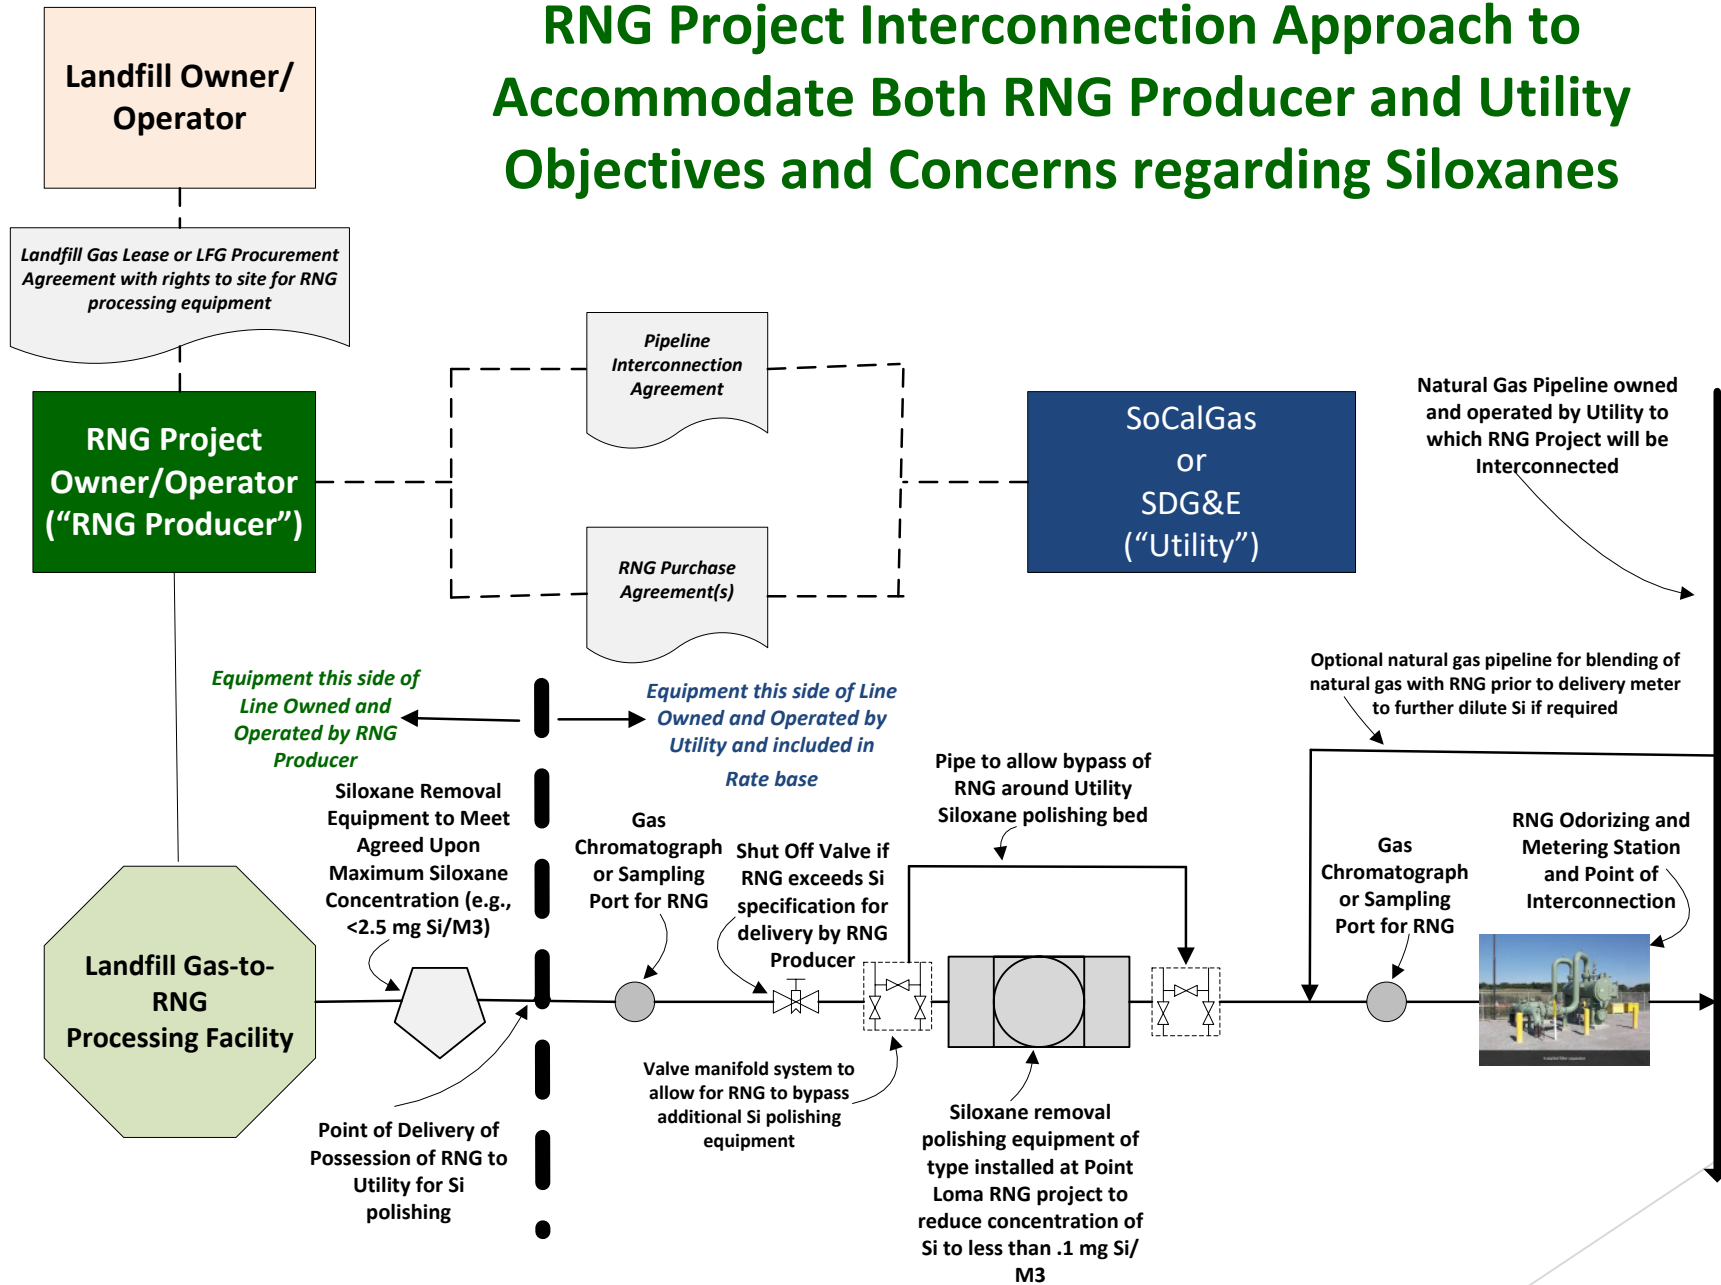 RNG Project Interconnection Approach to
Accommodate Both RNG Producer and Utility
Objectives and Concerns regarding Siloxanes
Landfill Owner/
Operator
Landfill Gas Lease or LFG Procurement
Agreement with rights to site for RNG
processing equipment
Pipeline
Interconnection
Agreement
RNG Project
Owner/Operator
(“RNG Producer”)
SoCalGas
or
SDG&E
(“Utility”)
Natural Gas Pipeline owned
and operated by Utility to
which RNG Project will be
Interconnected
RNG Purchase
Agreement(s)
Equipment this side of
Line Owned and
Operated by RNG
Producer
Equipment this side of Line
Owned and Operated by
Utility and included in
Rate base
Optional natural gas pipeline for blending of
natural gas with RNG prior to delivery meter
to further dilute Si if required
Siloxane Removal
Equipment to Meet
Agreed Upon
Maximum Siloxane
Concentration (e.g.,
<2.5 mg Si/M3)
Gas
Chromatograph
or Sampling
Port for RNG
Shut Off Valve if
RNG exceeds Si
specification for
delivery by RNG
Producer
Pipe to allow bypass of
RNG around Utility
Siloxane polishing bed
Gas
Chromatograph
or Sampling
Port for RNG
RNG Odorizing and
Metering Station
and Point of
Interconnection
Landfill Gas-to-
RNG
Processing Facility
Installed filter separator
Valve manifold system to
allow for RNG to bypass
additional Si polishing
equipment
Point of Delivery of
Possession of RNG to
Utility for Si
polishing
Siloxane removal
polishing equipment of
type installed at Point
Loma RNG project to
reduce concentration of
Si to less than .1 mg Si/
M3